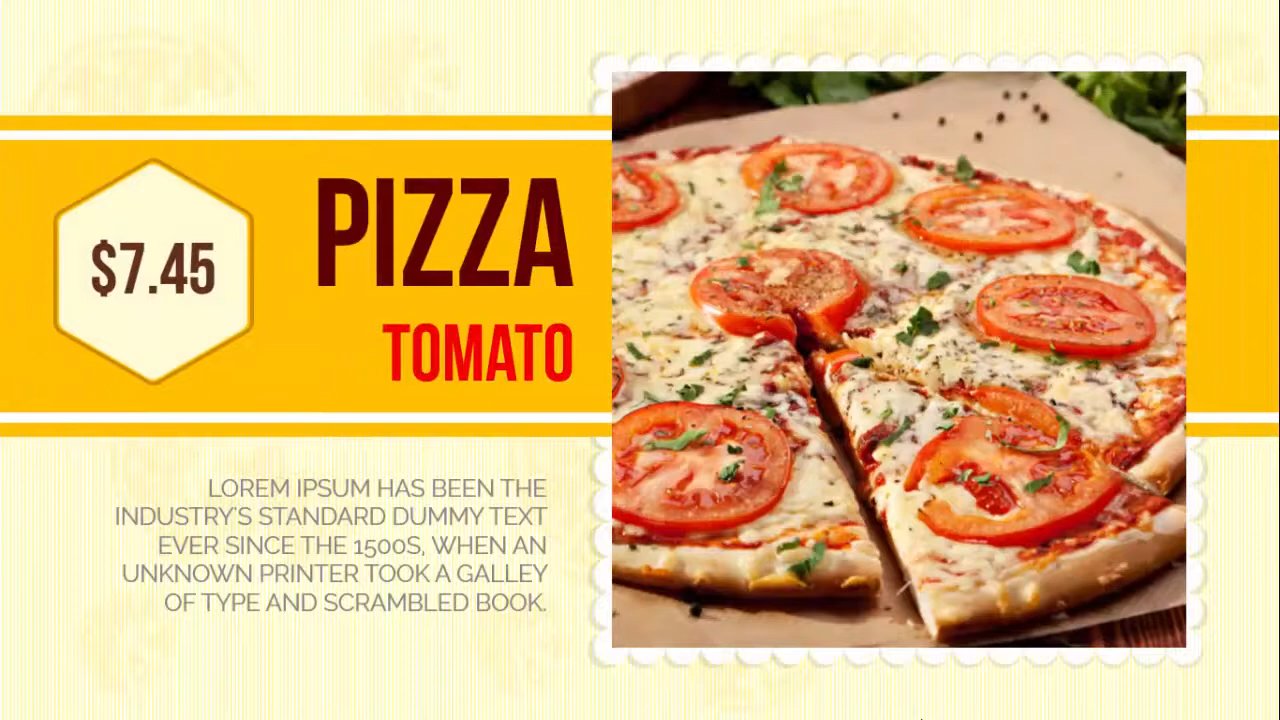 $7.45
PIZZA
TOMATO
LOREM IPSUM HAS BEEN THE
INDUSTRY'S STANDARD DUMMY TEXT
EVER SINCE THE 1500S, WHEN AN
UNKNOWN PRINTER TOOK A GALLEY
OF TYPE AND SCRAMBLED BOOK.